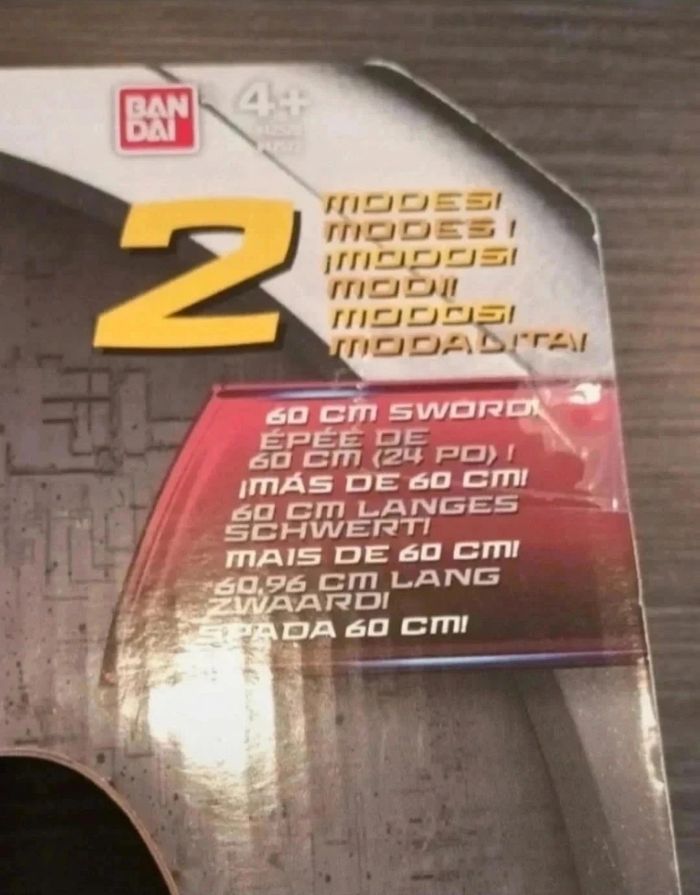 BAN
DAI
4+
2
MODES!
MODES !
¡MODOS!
MODI!
MODOS!
MODALITA!
60 CM SWORD!
ÉPÉE DE
60 CM (24 PO) !
¡MÁS DE 60 CM!
60 CM LANGES
SCHWERT!
MAIS DE 60 CM!
60,96 CM LANG
ZWAARD!
SPADA 60 CM!